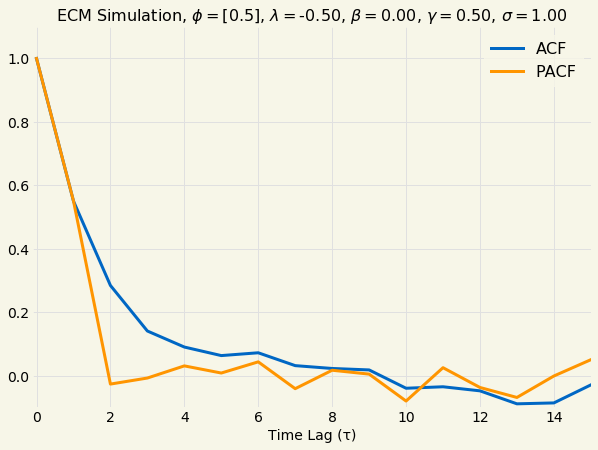 ECM Simulation, ϕ = [0.5], λ = -0.50, β = 0.00, γ = 0.50, σ = 1.00
ACF
PACF
1.0
0.8
0.6
0.4
0.2
0.0
0 2 4 6 8 10 12 14
Time Lag (τ)